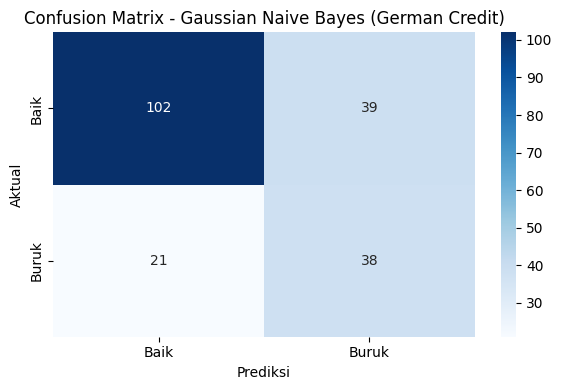 Confusion Matrix - Gaussian Naive Bayes (German Credit)
Aktual
Baik
102
39
Buruk
21
38
Baik
Buruk
Prediksi
100
90
80
70
60
50
40
30